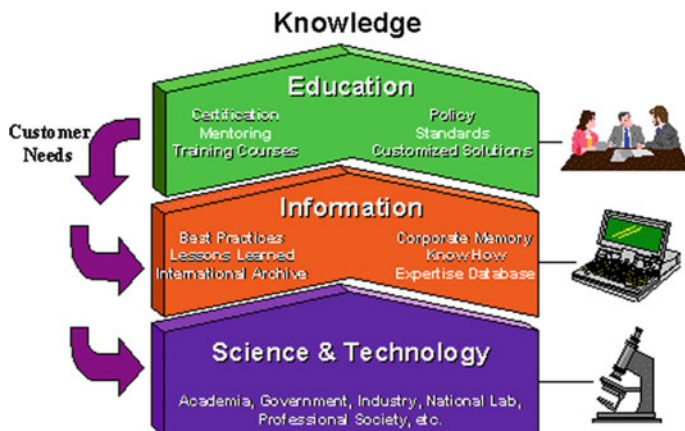 Knowledge
Education
Certification
Mentoring
Training Courses
Policy
Standards
Customized Solutions
Customer
Needs
Information
Best Practices
Lessons Learned
International Archive
Corporate Memory
Know How
Expertise Database
Science & Technology
Academia, Government, Industry, National Lab,
Professional Society, etc.